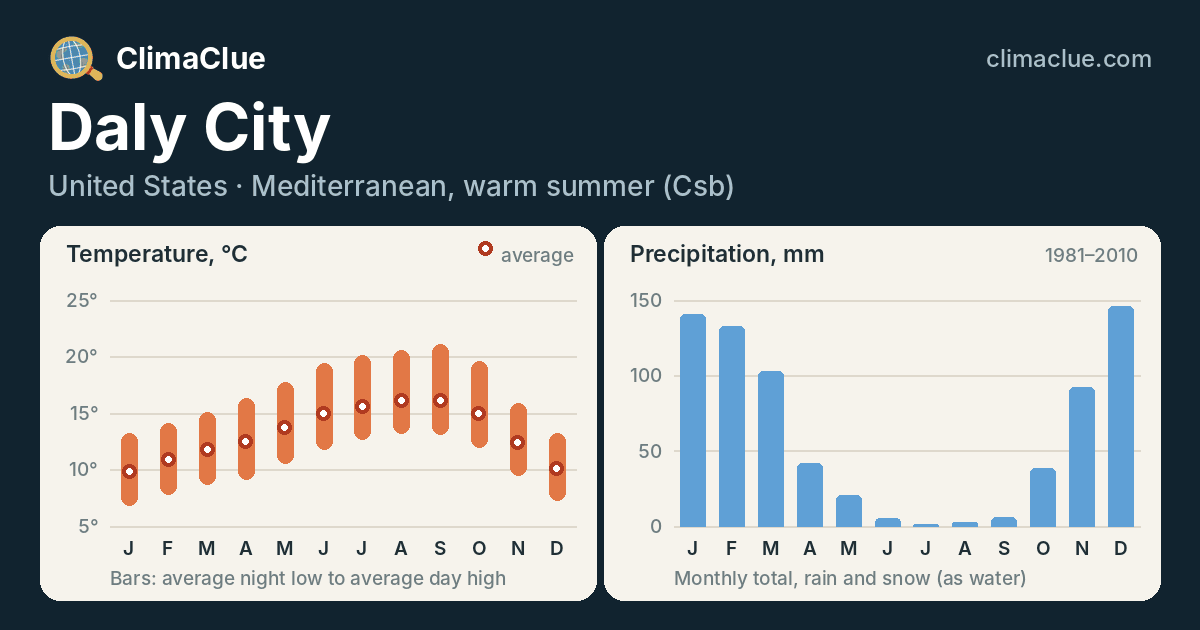 ClimaClue
climaclue.com
Daly City
United States · Mediterranean, warm summer (Csb)
Temperature, °C
average
25°
20°
15°
10°
5°
J F M A M J J A S O N D
Bars: average night low to average day high
Precipitation, mm
1981–2010
150
100
50
0
J F M A M J J A S O N D
Monthly total, rain and snow (as water)